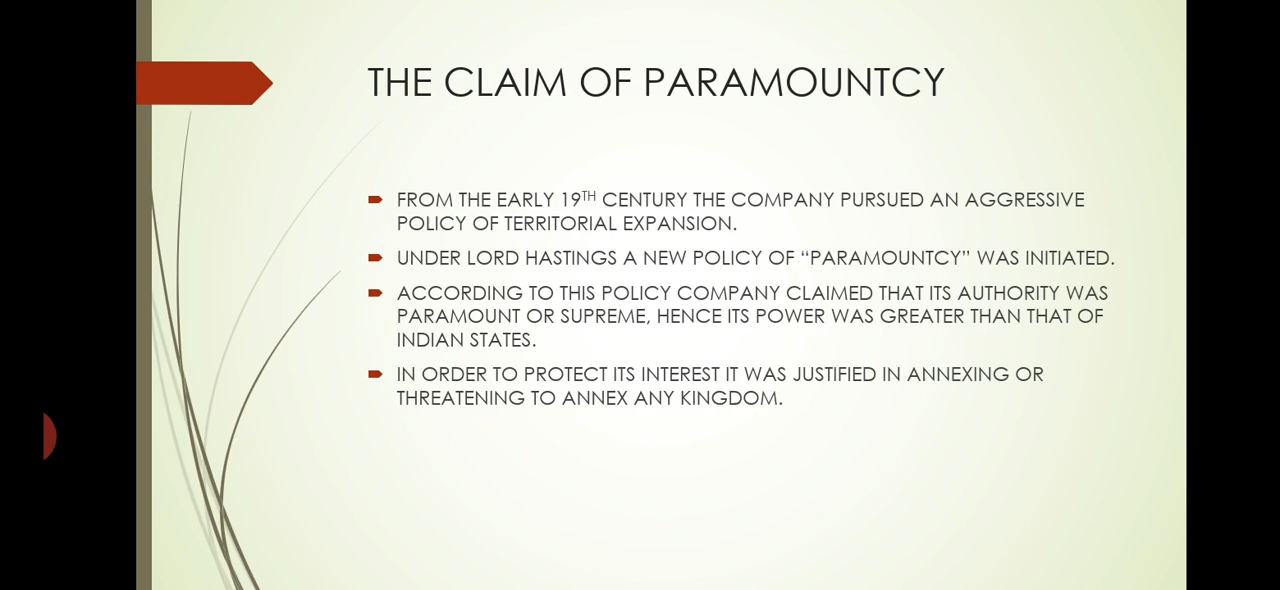 THE CLAIM OF PARAMOUNTCY
FROM THE EARLY 19TH CENTURY THE COMPANY PURSUED AN AGGRESSIVE
POLICY OF TERRITORIAL EXPANSION.
UNDER LORD HASTINGS A NEW POLICY OF “PARAMOUNTCY” WAS INITIATED.
ACCORDING TO THIS POLICY COMPANY CLAIMED THAT ITS AUTHORITY WAS
PARAMOUNT OR SUPREME, HENCE ITS POWER WAS GREATER THAN THAT OF
INDIAN STATES.
IN ORDER TO PROTECT ITS INTEREST IT WAS JUSTIFIED IN ANNEXING OR
THREATENING TO ANNEX ANY KINGDOM.